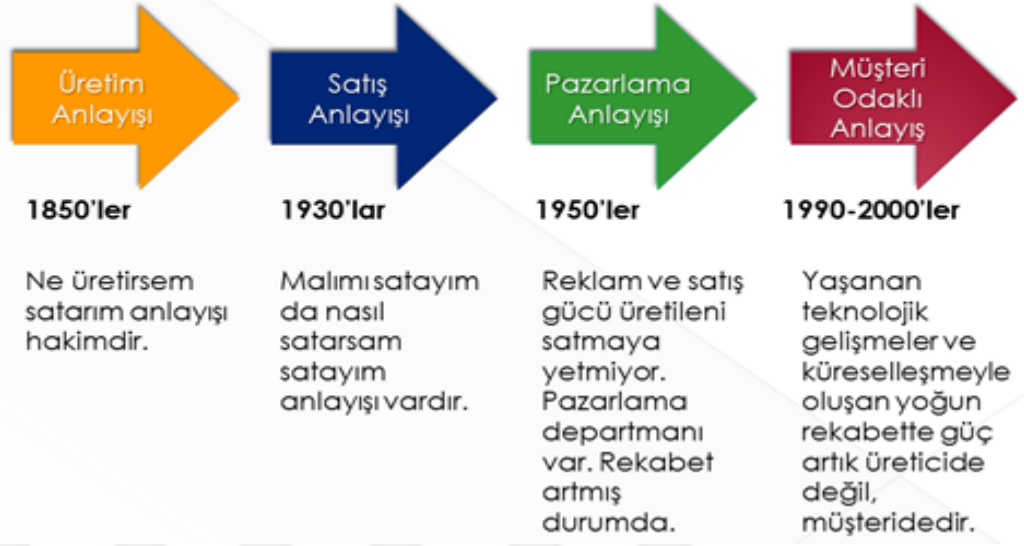 Üretim
Anlayışı
Satış
Anlayışı
Pazarlama
Anlayışı
Müşteri
Odaklı
Anlayış
1850'ler
1930'lar
1950'ler
1990-2000'ler
Ne üretirsem
satarım anlayışı
hakimdir.
Malımı satayım
da nasıl
satarsam
satayım
anlayışı vardır.
Reklam ve satış
gücü üretileni
satmaya
yetmiyor.
Pazarlama
departmanı
var. Rekabet
artmış
durumda.
Yaşanan
teknolojik
gelişmeler ve
küreselleşmeyle
oluşan yoğun
rekabette güç
artık üreticide
değil,
müşteridedir.